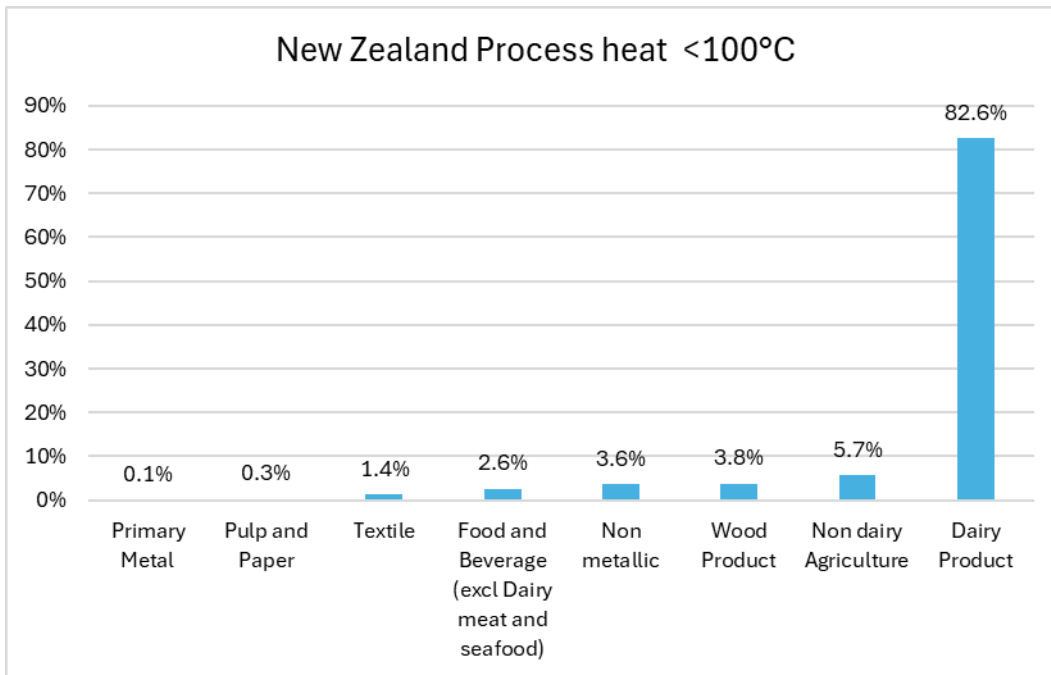 New Zealand Process heat <100°C
90%
80%
70%
60%
50%
40%
30%
20%
10%
0%
0.1%
0.3%
1.4%
2.6%
3.6%
3.8%
5.7%
82.6%
Primary
Metal
Pulp and
Paper
Textile
Food and
Beverage
(excl Dairy
meat and
seafood)
Non
metallic
Wood
Product
Non dairy
Agriculture
Dairy
Product